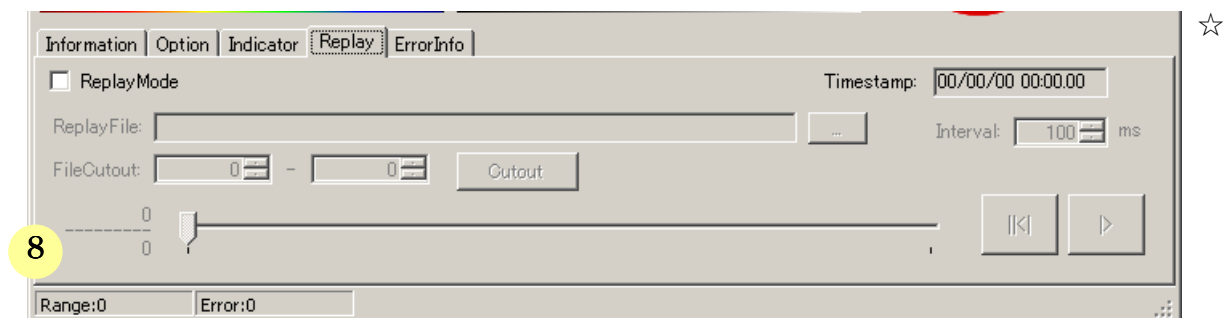 ☆
Information Option Indicator Replay ErrorInfo
ReplayMode Timestamp: 00/00/00 00:00.00
ReplayFile: ... Interval: 100 ms
FileCutout: 0 - 0 Cutout
0
0
8
Range:0 Error:0